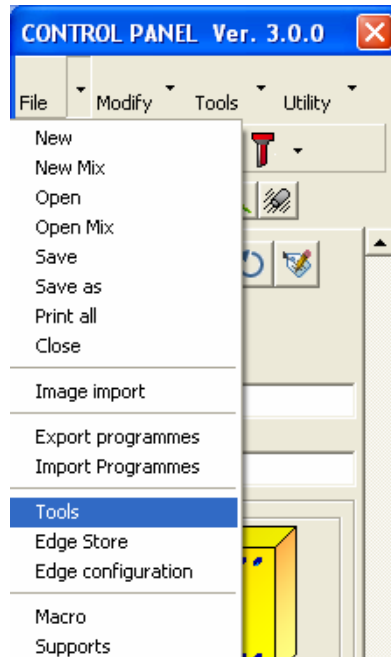 CONTROL PANEL Ver. 3.0.0
File Modify Tools Utility
New
New Mix
Open
Open Mix
Save
Save as
Print all
Close
Image import
Export programmes
Import Programmes
Tools
Edge Store
Edge configuration
Macro
Supports